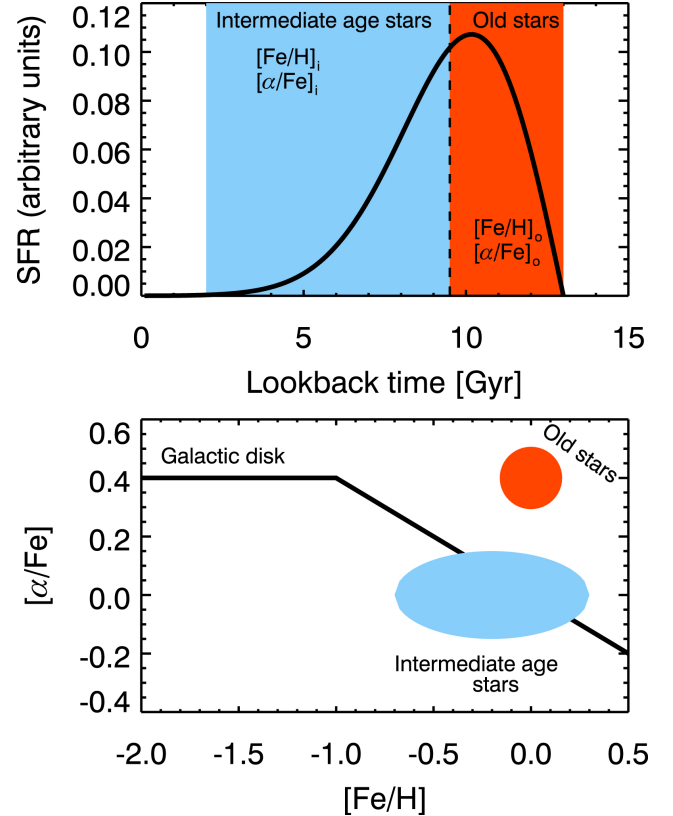 0.12
0.10
0.08
0.06
0.04
0.02
0.00
SFR (arbitrary units)
Intermediate age stars
Old stars
[Fe/H]i
[α/Fe]i
[Fe/H]o
[α/Fe]o
0 5 10 15
Lookback time [Gyr]
0.6
0.4
0.2
0.0
-0.2
-0.4
[α/Fe]
Galactic disk
Old stars
Intermediate age
stars
-2.0 -1.5 -1.0 -0.5 0.0 0.5
[Fe/H]